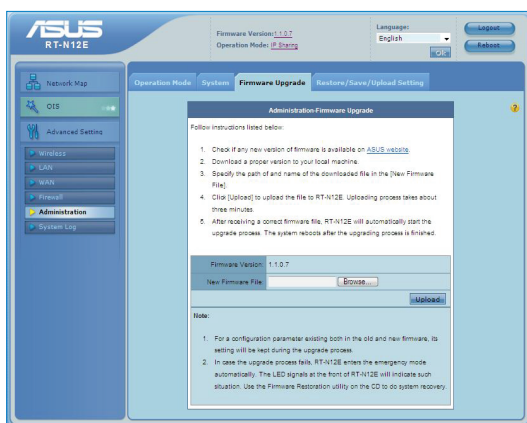 ASUS
RT-N12E
Firmware Version:1.1.0.7
Operation Mode: IP Sharing
Language:
English
OK
Logout
Reboot
Network Map
OIS
Advanced Setting
Wireless
LAN
WAN
Firewall
Administration
System Log
Operation Mode System Firmware Upgrade Restore/Save/Upload Setting
Administration-Firmware Upgrade
Follow instructions listed below:
1. Check if any new version of firmware is available on ASUS website.
2. Download a proper version to your local machine.
3. Specify the path of and name of the downloaded file in the [New Firmware
File].
4. Click [Upload] to upload the file to RT-N12E. Uploading process takes about
three minutes.
5. After receiving a correct firmware file, RT-N12E will automatically start the
upgrade process. The system reboots after the upgrading process is finished.
Firmware Version: 1.1.0.7
New Firmware File: Browse...
Upload
Note:
1. For a configuration parameter existing both in the old and new firmware, its
setting will be kept during the upgrade process.
2. In case the upgrade process fails, RT-N12E enters the emergency mode
automatically. The LED signals at the front of RT-N12E will indicate such
situation. Use the Firmware Restoration utility on the CD to do system recovery.
?